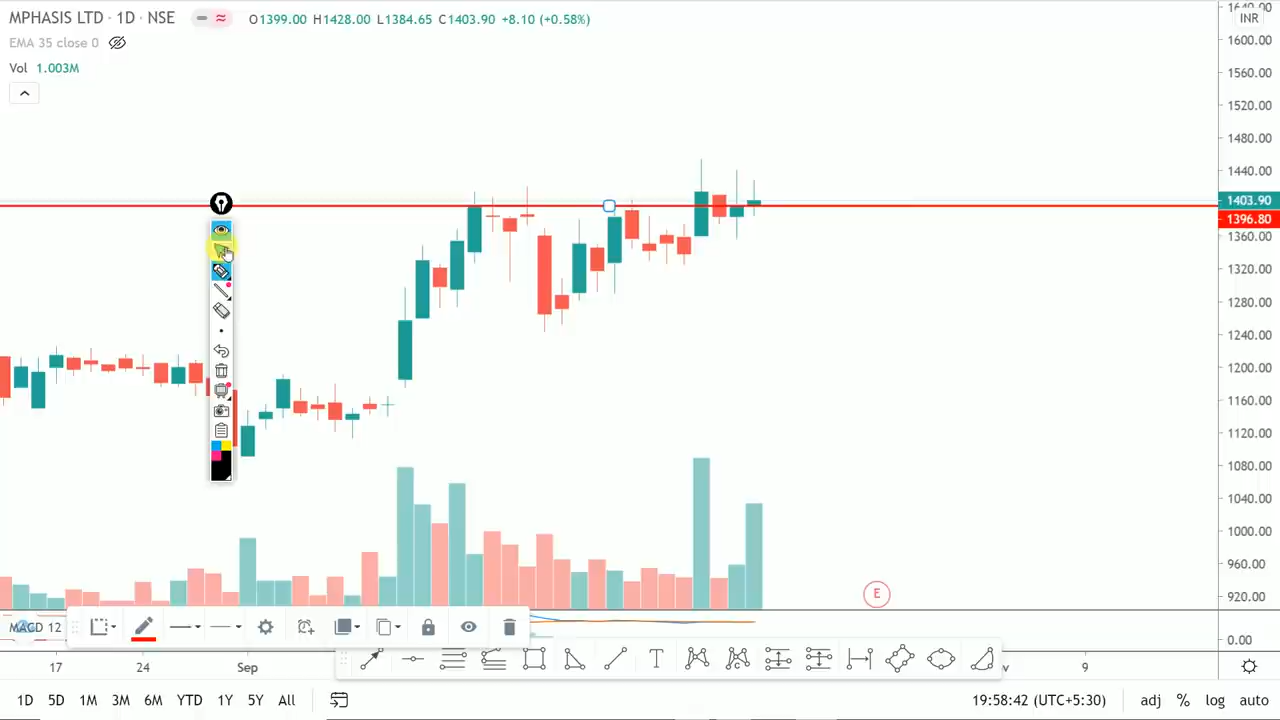 MPHASIS LTD · 1D · NSE
O1399.00 H1428.00 L1384.65 C1403.90 +8.10 (+0.58%)
EMA 35 close 0
Vol 1.003M
INR
1640.00
1600.00
1560.00
1520.00
1480.00
1440.00
1403.90
1396.80
1360.00
1320.00
1280.00
1240.00
1200.00
1160.00
1120.00
1080.00
1040.00
1000.00
960.00
920.00
E
MACD 12
0.00
17 24 Sep 9
1D 5D 1M 3M 6M YTD 1Y 5Y All
19:58:42 (UTC+5:30) adj % log auto